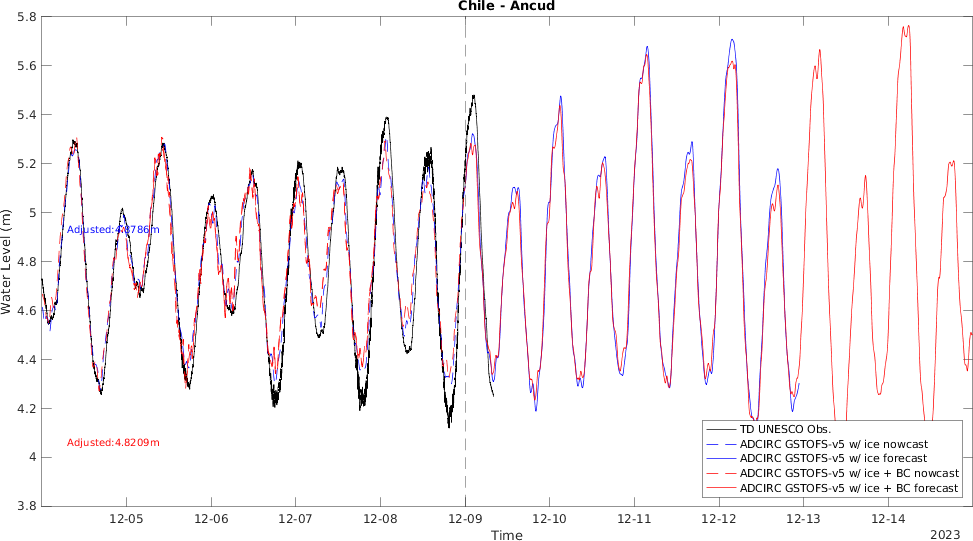 Chile - Ancud
5.8
5.6
5.4
5.2
5
4.8
4.6
4.4
4.2
4
3.8
Water Level (m)
Adjusted:4.8786m
Adjusted:4.8209m
TD UNESCO Obs.
ADCIRC GSTOFS-v5 w/ ice nowcast
ADCIRC GSTOFS-v5 w/ ice forecast
ADCIRC GSTOFS-v5 w/ ice + BC nowcast
ADCIRC GSTOFS-v5 w/ ice + BC forecast
12-05 12-06 12-07 12-08 12-09 12-10 12-11 12-12 12-13 12-14
Time
2023